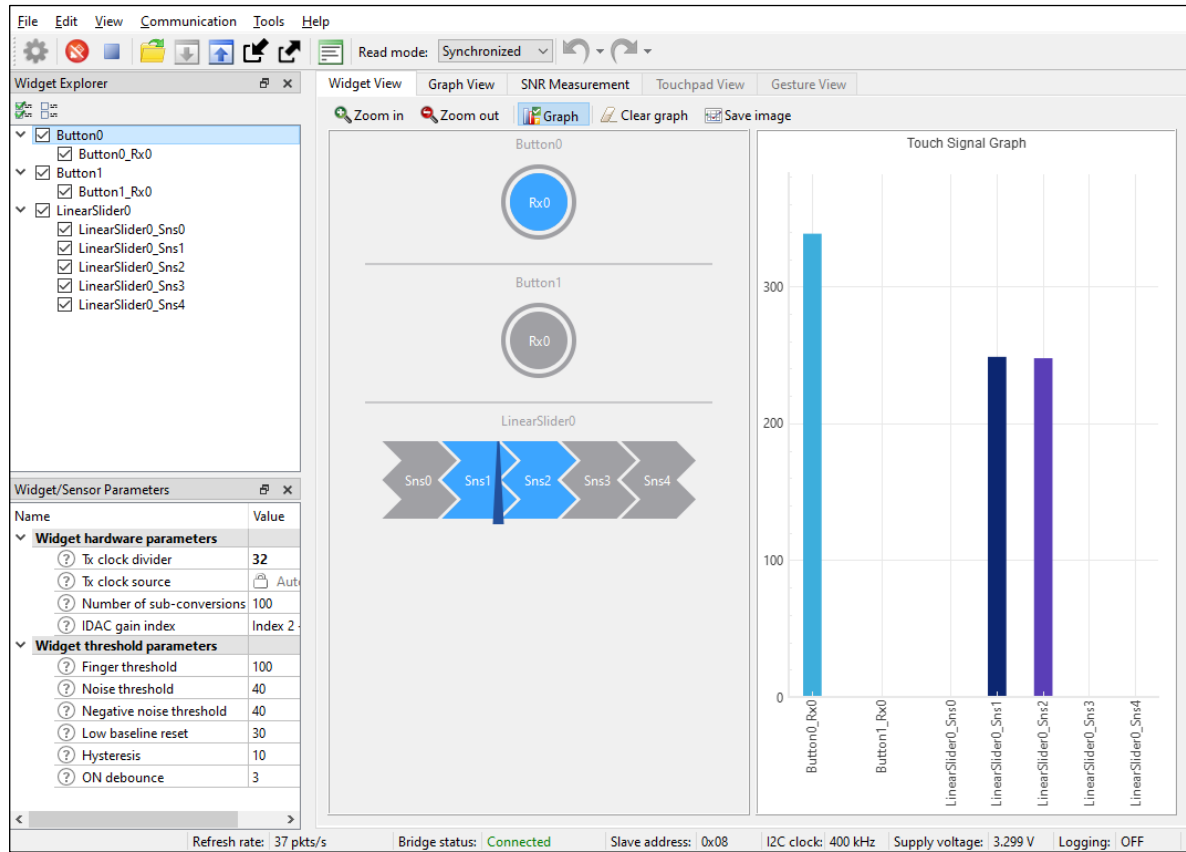 File Edit View Communication Tools Help
Read mode: Synchronized
Widget Explorer
Button0
Button0_Rx0
Button1
Button1_Rx0
LinearSlider0
LinearSlider0_Sns0
LinearSlider0_Sns1
LinearSlider0_Sns2
LinearSlider0_Sns3
LinearSlider0_Sns4
Widget/Sensor Parameters
Name Value
Widget hardware parameters
Tx clock divider 32
Tx clock source Auto
Number of sub-conversions 100
IDAC gain index Index 2 -
Widget threshold parameters
Finger threshold 100
Noise threshold 40
Negative noise threshold 40
Low baseline reset 30
Hysteresis 10
ON debounce 3
Widget View Graph View SNR Measurement Touchpad View Gesture View
Zoom in Zoom out Graph Clear graph Save image
Button0
Rx0
Button1
Rx0
LinearSlider0
Sns0 Sns1 Sns2 Sns3 Sns4
Touch Signal Graph
300
200
100
0
Button0_Rx0
Button1_Rx0
LinearSlider0_Sns0
LinearSlider0_Sns1
LinearSlider0_Sns2
LinearSlider0_Sns3
LinearSlider0_Sns4
Refresh rate: 37 pkts/s Bridge status: Connected Slave address: 0x08 I2C clock: 400 kHz Supply voltage: 3.299 V Logging: OFF